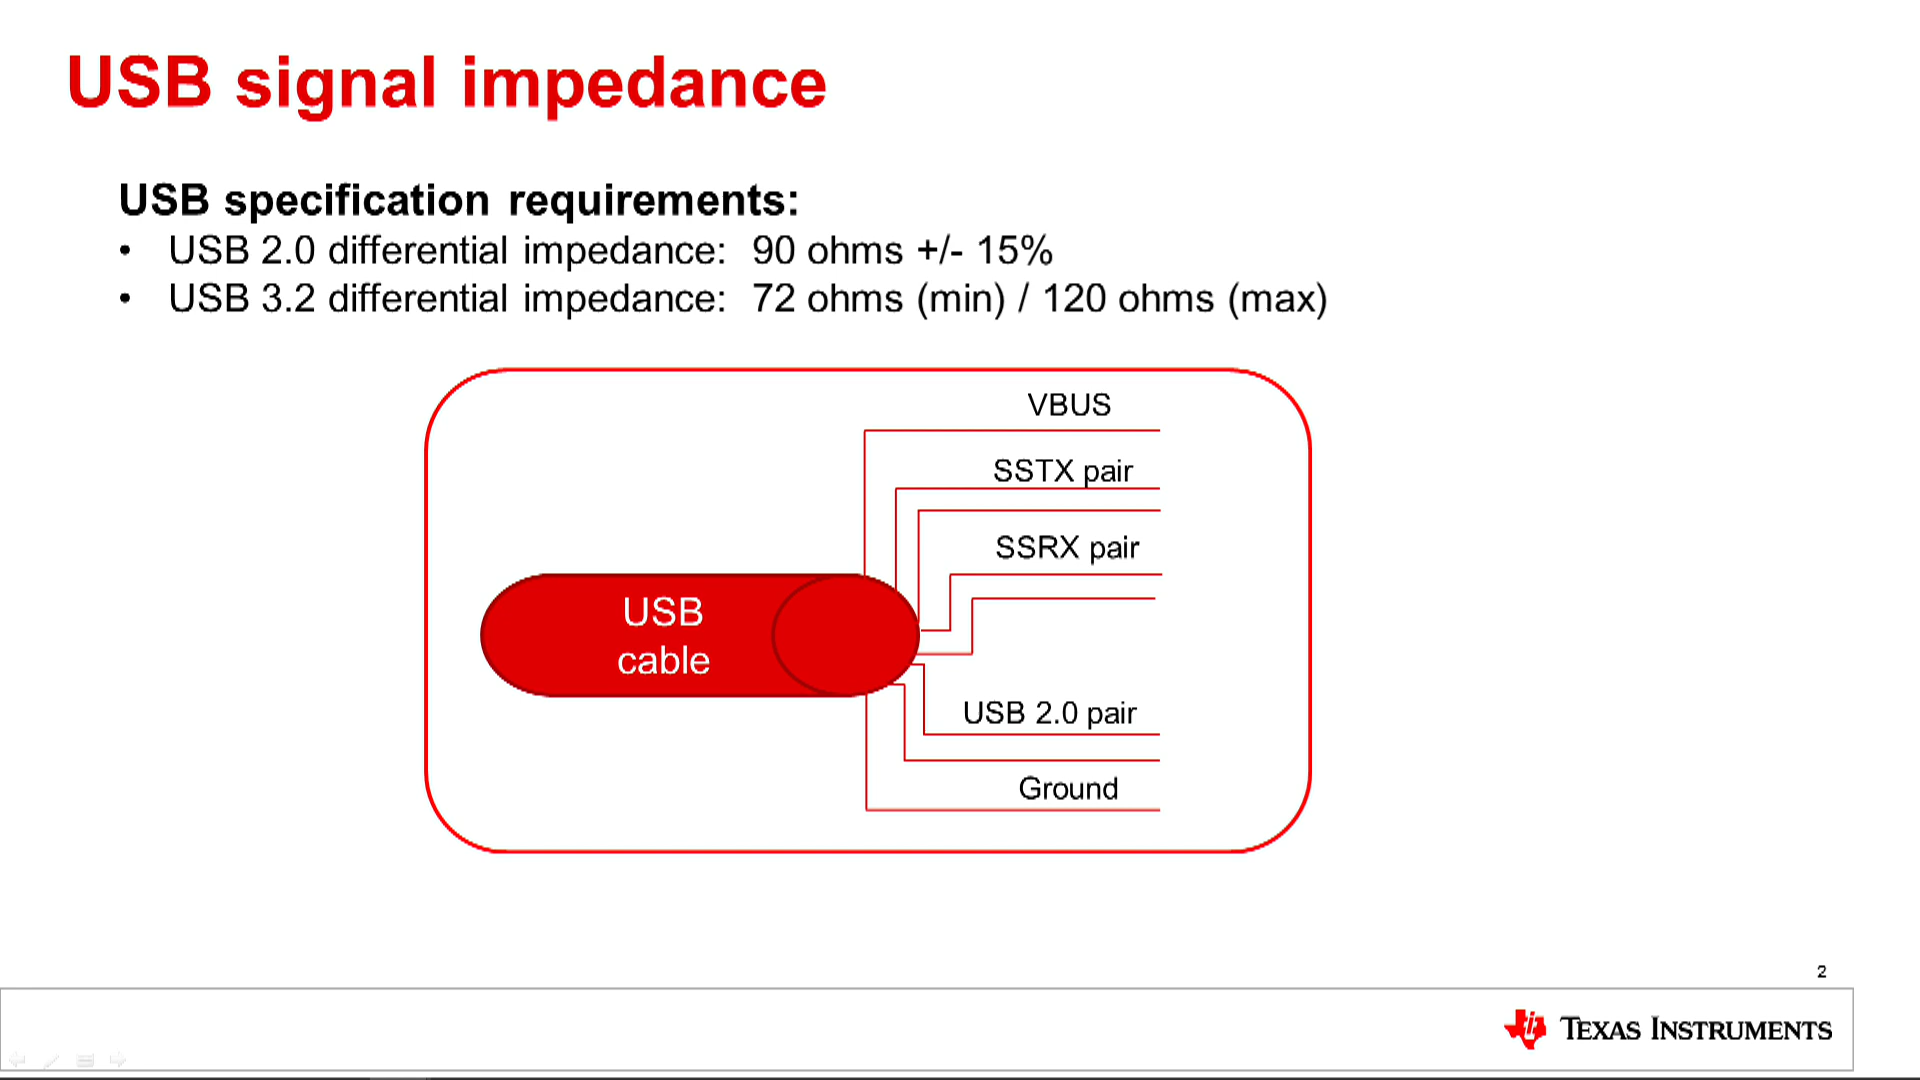 USB signal impedance
USB specification requirements:
• USB 2.0 differential impedance: 90 ohms +/- 15%
• USB 3.2 differential impedance: 72 ohms (min) / 120 ohms (max)
VBUS
SSTX pair
SSRX pair
USB
cable
USB 2.0 pair
Ground
2
TEXAS INSTRUMENTS